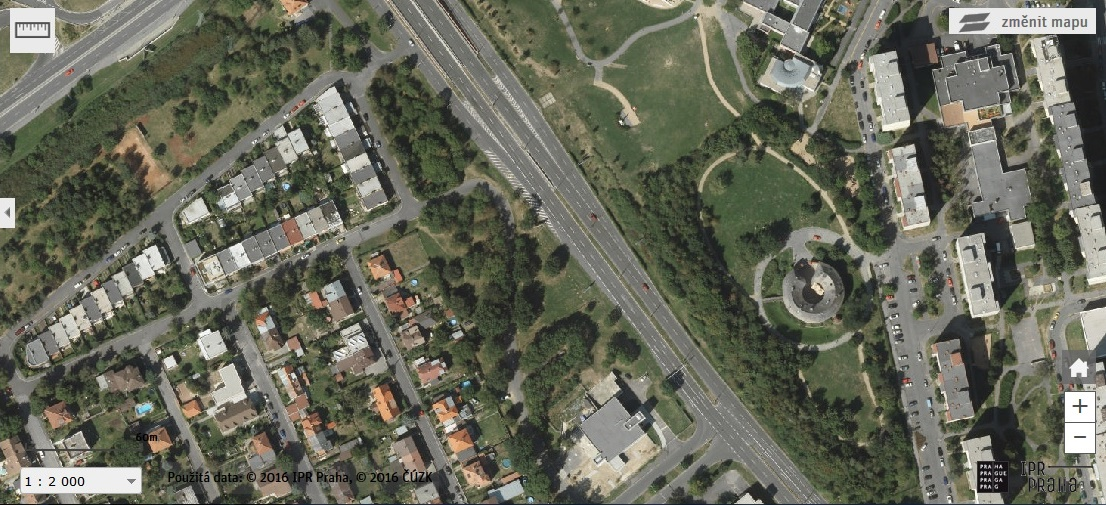 změnit mapu
60m
Použitá data: © 2016 IPR Praha, © 2016 ČÚZK
1 : 2 000
+
−
PRAHA
PRAGUE
PRAGA
PRAG
IPR
PRAHA